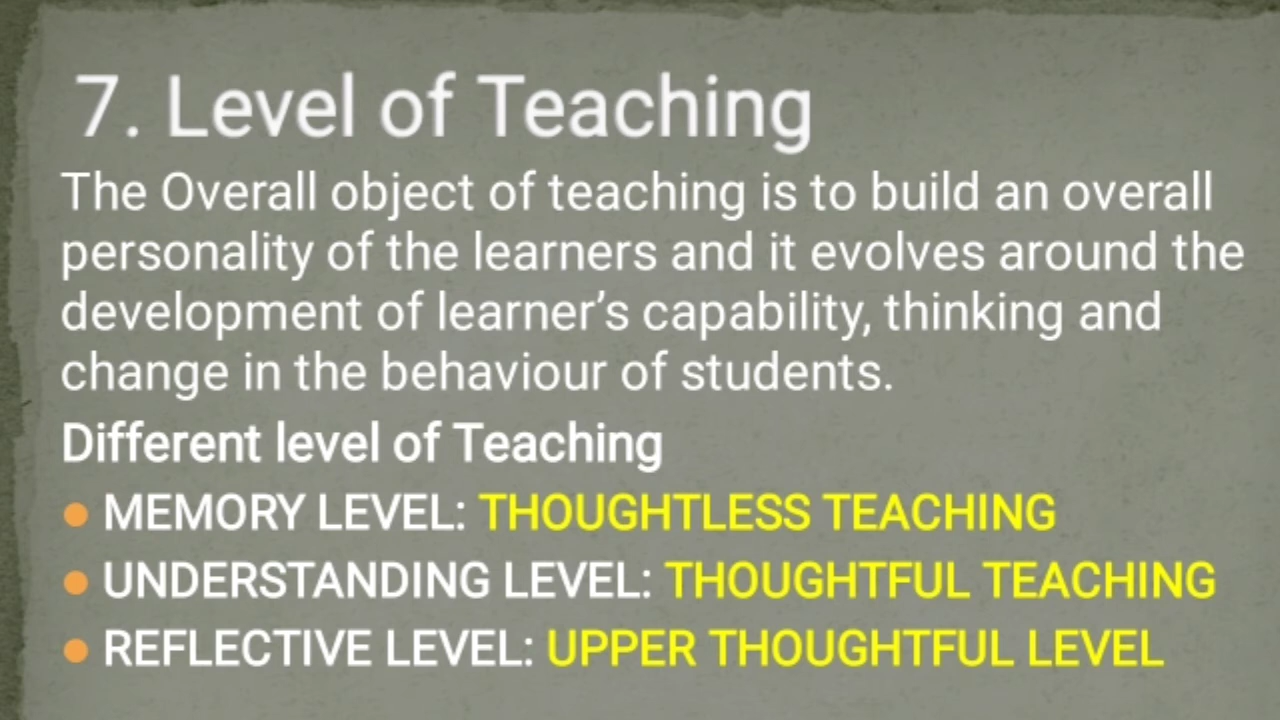 7. Level of Teaching
The Overall object of teaching is to build an overall
personality of the learners and it evolves around the
development of learner’s capability, thinking and
change in the behaviour of students.
Different level of Teaching
● MEMORY LEVEL: THOUGHTLESS TEACHING
● UNDERSTANDING LEVEL: THOUGHTFUL TEACHING
● REFLECTIVE LEVEL: UPPER THOUGHTFUL LEVEL